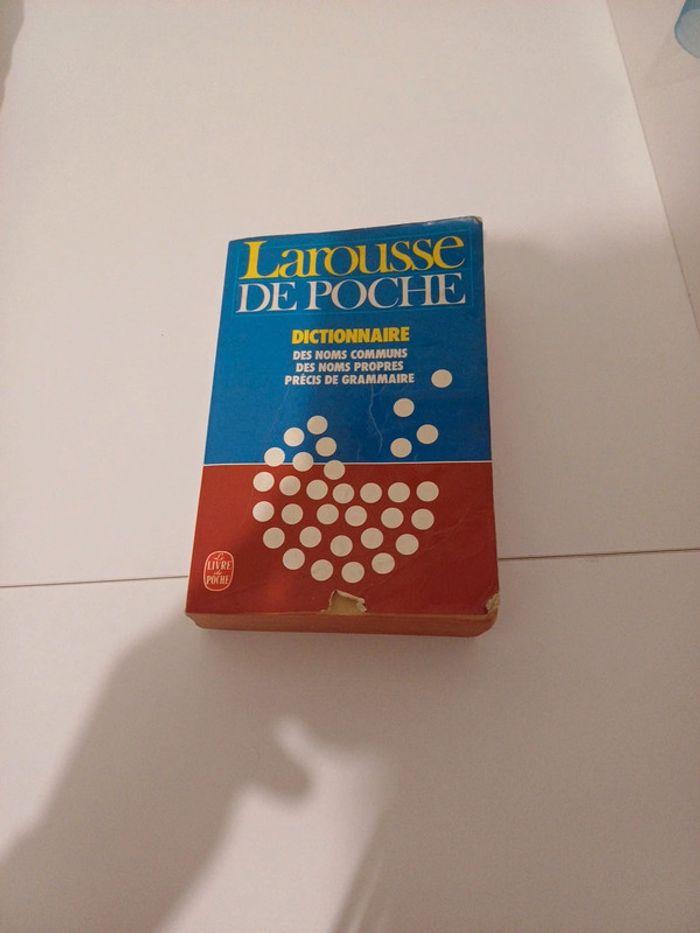 Larousse
DE POCHE
DICTIONNAIRE
DES NOMS COMMUNS
DES NOMS PROPRES
PRÉCIS DE GRAMMAIRE
Le
LIVRE
de
POCHE